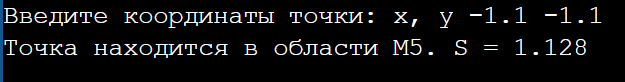 Введите координаты точки: x, y -1.1 -1.1
Точка находится в области M5. S = 1.128